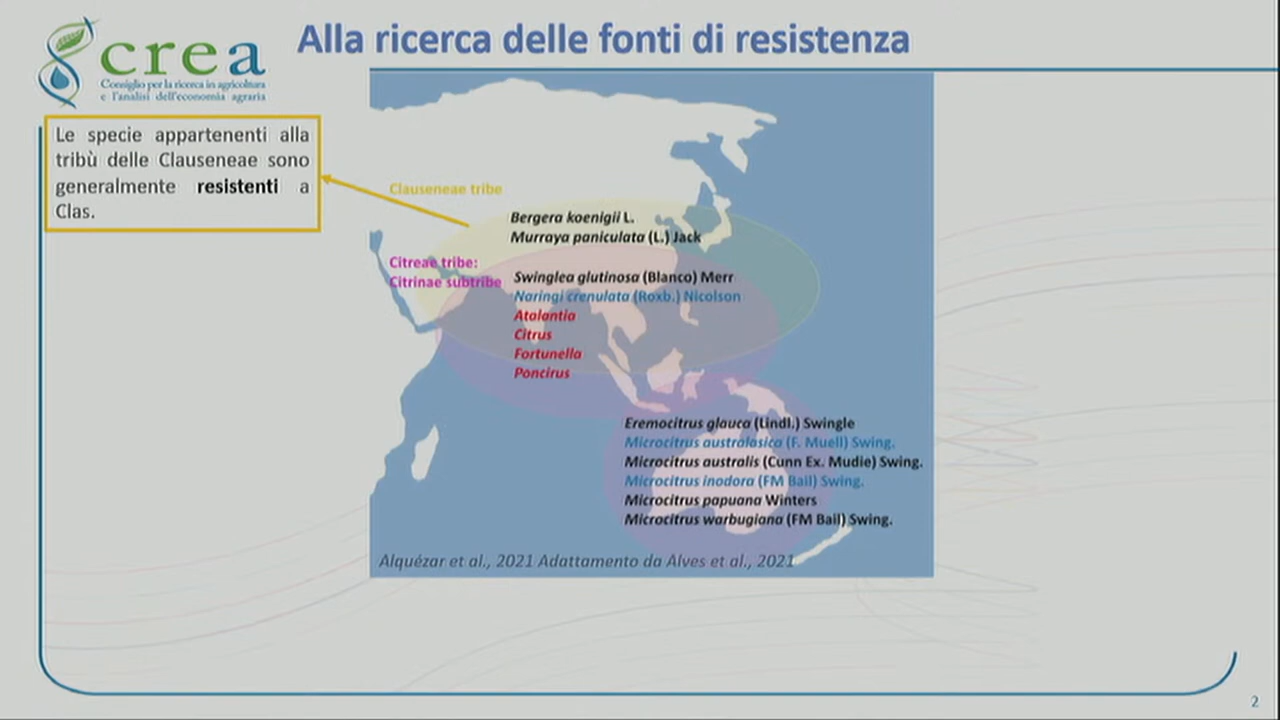 Alla ricerca delle fonti di resistenza
crea
Consiglio per la ricerca in agricoltura
e l'analisi dell'economia agraria
Le specie appartenenti alla
tribù delle Clauseneae sono
generalmente resistenti a
Clas.
Clauseneae tribe
Bergera koenigii L.
Murraya paniculata (L.) Jack
Citreae tribe:
Citrinae subtribe
Swinglea glutinosa (Blanco) Merr
Naringi crenulata (Roxb.) Nicolson
Atalantia
Citrus
Fortunella
Poncirus
Eremocitrus glauca (Lindl.) Swingle
Microcitrus australasica (F. Muell) Swing.
Microcitrus australis (Cunn Ex. Mudie) Swing.
Microcitrus inodora (FM Bail) Swing.
Microcitrus papuana Winters
Microcitrus warbugiana (FM Bail) Swing.
Alquézar et al., 2021 Adattamento da Alves et al., 2021
2